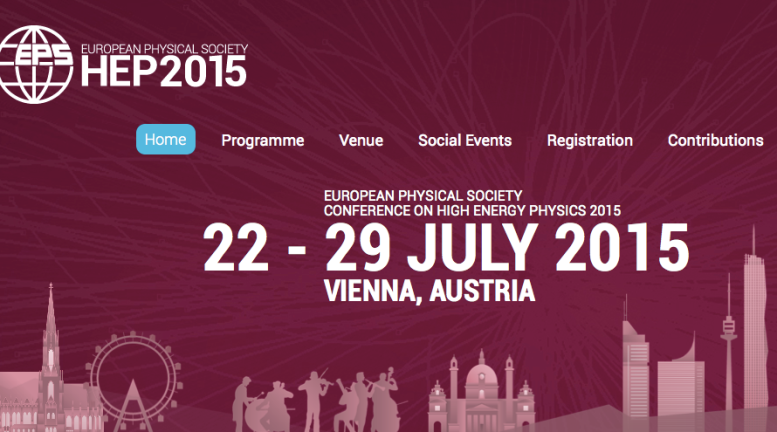 EPS
EUROPEAN PHYSICAL SOCIETY
HEP2015
Home Programme Venue Social Events Registration Contributions
EUROPEAN PHYSICAL SOCIETY
CONFERENCE ON HIGH ENERGY PHYSICS 2015
22 - 29 JULY 2015
VIENNA, AUSTRIA